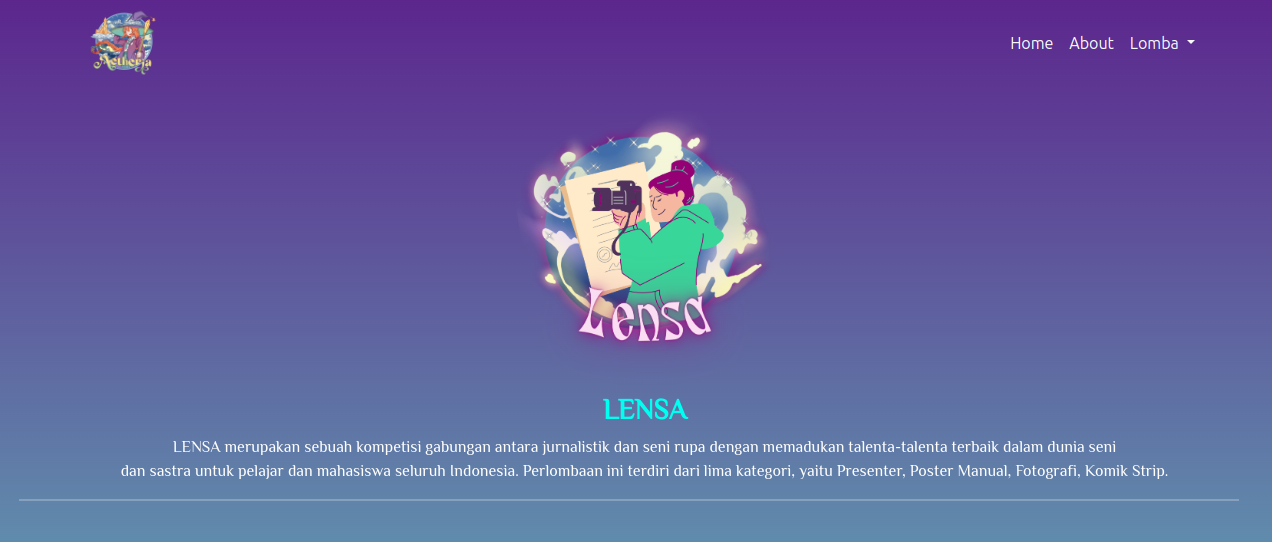 Aetheria
Home About Lomba
Lensa
LENSA
LENSA merupakan sebuah kompetisi gabungan antara jurnalistik dan seni rupa dengan memadukan talenta-talenta terbaik dalam dunia seni
dan sastra untuk pelajar dan mahasiswa seluruh Indonesia. Perlombaan ini terdiri dari lima kategori, yaitu Presenter, Poster Manual, Fotografi, Komik Strip.